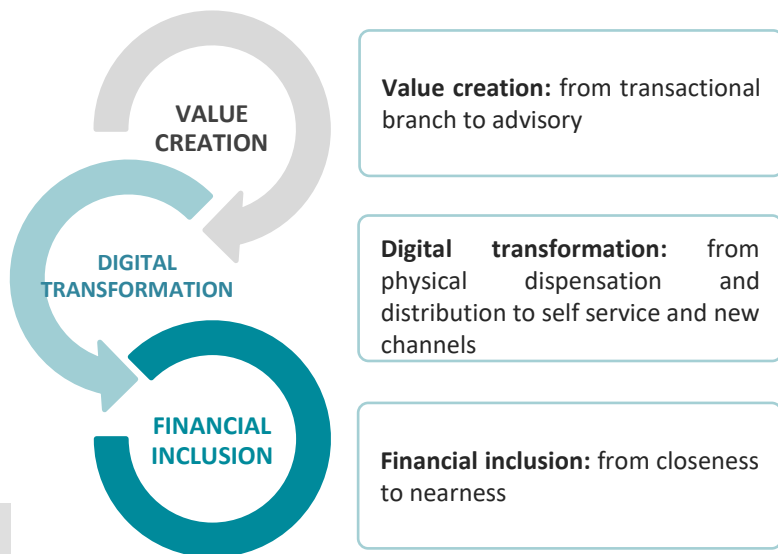 VALUE
CREATION
Value creation: from transactional
branch to advisory
DIGITAL
TRANSFORMATION
Digital transformation: from
physical dispensation and
distribution to self service and new
channels
FINANCIAL
INCLUSION
Financial inclusion: from closeness
to nearness